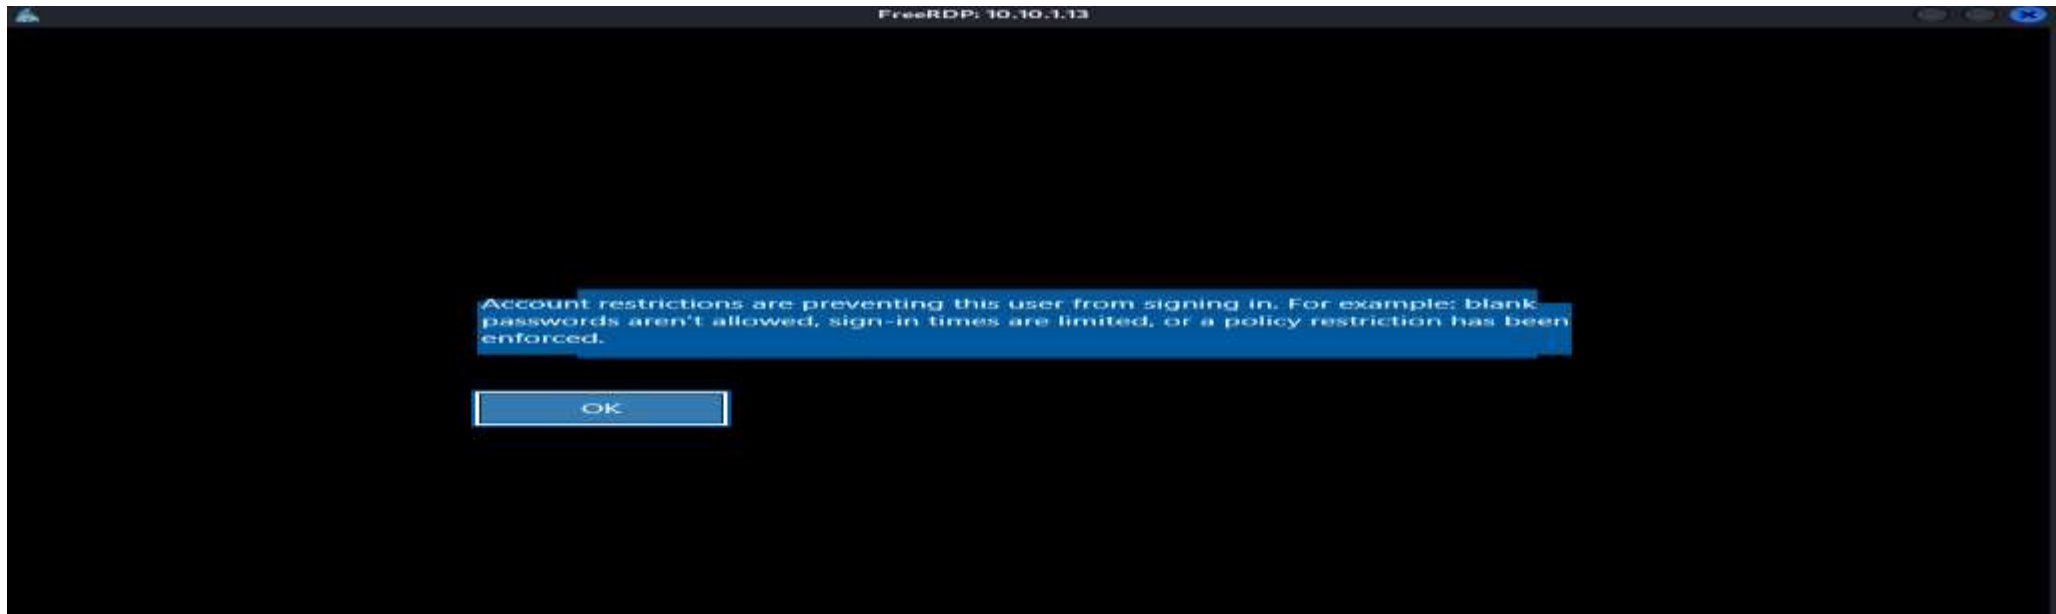 FreeRDP: 10.10.1.13
Account restrictions are preventing this user from signing in. For example: blank
passwords aren't allowed, sign-in times are limited, or a policy restriction has been
enforced.
OK